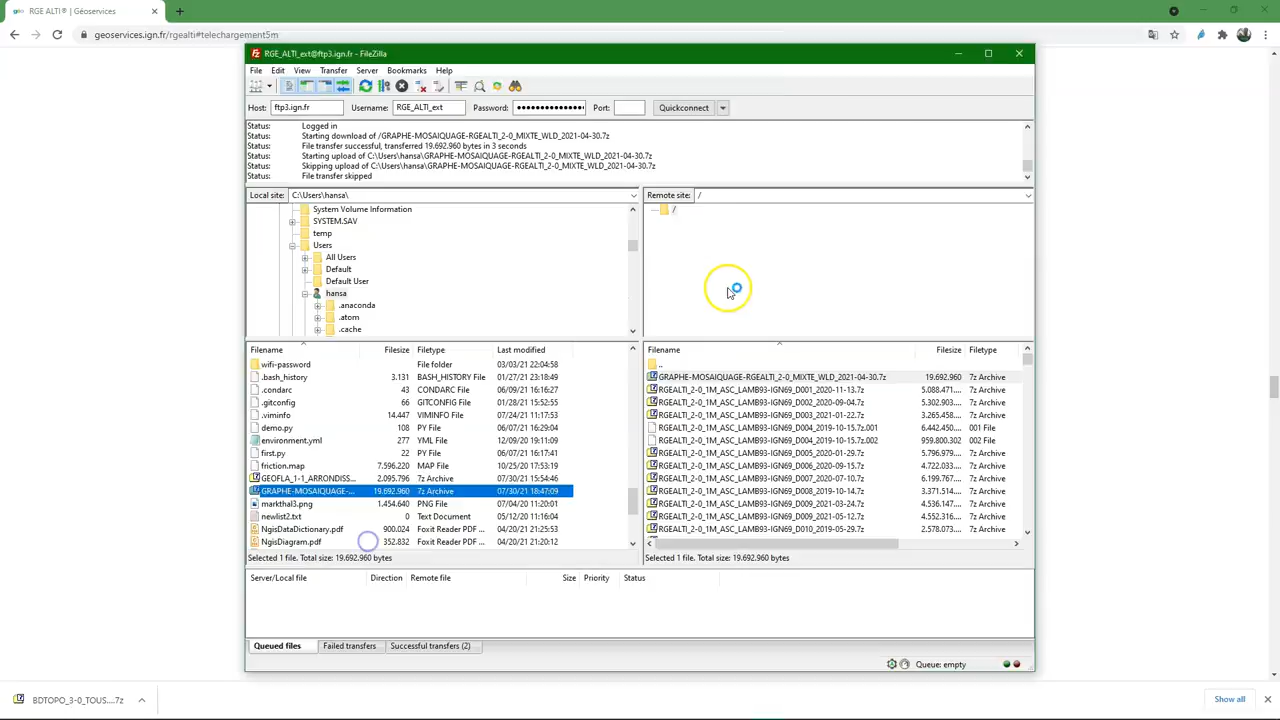 RGE ALTI® | Géoservices
geoservices.ign.fr/rgealti#telechargement5m
RGE_ALTI_ext@ftp3.ign.fr - FileZilla
File Edit View Transfer Server Bookmarks Help
Host: ftp3.ign.fr Username: RGE_ALTI_ext Password: Port: Quickconnect
Status: Logged in
Status: Starting download of /GRAPHE-MOSAIQUAGE-RGEALTI_2-0_MIXTE_WLD_2021-04-30.7z
Status: File transfer successful, transferred 19.692.960 bytes in 3 seconds
Status: Starting upload of C:\Users\hansa\GRAPHE-MOSAIQUAGE-RGEALTI_2-0_MIXTE_WLD_2021-04-30.7z
Status: Skipping upload of C:\Users\hansa\GRAPHE-MOSAIQUAGE-RGEALTI_2-0_MIXTE_WLD_2021-04-30.7z
Status: File transfer skipped
Local site: C:\Users\hansa\
System Volume Information
SYSTEM.SAV
temp
Users
All Users
Default
Default User
hansa
.anaconda
.atom
.cache
Remote site: /
/
Filename Filesize Filetype Last modified
wifi-password File folder 03/03/21 22:04:58
.bash_history 3.131 BASH_HISTORY File 01/27/21 23:18:49
.condarc 43 CONDARC File 06/09/21 16:16:27
.gitconfig 66 GITCONFIG File 01/28/21 15:52:55
.viminfo 14.447 VIMINFO File 07/24/21 11:17:53
demo.py 108 PY File 06/07/21 16:29:04
environment.yml 277 YML File 12/09/20 19:11:09
first.py 22 PY File 06/07/21 16:17:41
friction.map 7.596.220 MAP File 10/25/20 17:53:19
GEOFLA_1-1_ARRONDISS... 2.095.796 7z Archive 07/30/21 15:54:46
GRAPHE-MOSAIQUAGE-... 19.692.960 7z Archive 07/30/21 18:47:09
markthal3.png 1.454.640 PNG File 07/04/20 11:20:01
newlist2.txt 0 Text Document 05/12/21 11:16:04
NgisDataDictionary.pdf 900.024 Foxit Reader PDF ... 04/20/21 21:25:53
NgisDiagram.pdf 352.832 Foxit Reader PDF ... 04/20/21 21:20:12
Selected 1 file. Total size: 19.692.960 bytes
Filename Filesize Filetype
..
GRAPHE-MOSAIQUAGE-RGEALTI_2-0_MIXTE_WLD_2021-04-30.7z 19.692.960 7z Archive
RGEALTI_2-0_1M_ASC_LAMB93-IGN69_D001_2020-11-13.7z 5.088.471.... 7z Archive
RGEALTI_2-0_1M_ASC_LAMB93-IGN69_D002_2020-09-04.7z 5.302.903.... 7z Archive
RGEALTI_2-0_1M_ASC_LAMB93-IGN69_D003_2021-01-22.7z 3.265.458.... 7z Archive
RGEALTI_2-0_1M_ASC_LAMB93-IGN69_D004_2019-10-15.7z.001 6.442.450.... 001 File
RGEALTI_2-0_1M_ASC_LAMB93-IGN69_D004_2019-10-15.7z.002 959.800.302 002 File
RGEALTI_2-0_1M_ASC_LAMB93-IGN69_D005_2020-01-29.7z 5.796.979.... 7z Archive
RGEALTI_2-0_1M_ASC_LAMB93-IGN69_D006_2020-09-15.7z 4.722.033.... 7z Archive
RGEALTI_2-0_1M_ASC_LAMB93-IGN69_D007_2020-06-10.7z 6.199.767.... 7z Archive
RGEALTI_2-0_1M_ASC_LAMB93-IGN69_D008_2019-10-14.7z 3.371.514.... 7z Archive
RGEALTI_2-0_1M_ASC_LAMB93-IGN69_D009_2019-03-21.7z 4.536.147.... 7z Archive
RGEALTI_2-0_1M_ASC_LAMB93-IGN69_D009_2021-05-12.7z 4.552.316.... 7z Archive
RGEALTI_2-0_1M_ASC_LAMB93-IGN69_D010_2019-05-29.7z 2.578.073.... 7z Archive
Selected 1 file. Total size: 19.692.960 bytes
Server/Local file Direction Remote file Size Priority Status
Queued files Failed transfers Successful transfers (2)
Queue: empty
BDTOPO_3-0_TOUS....7z
Show all